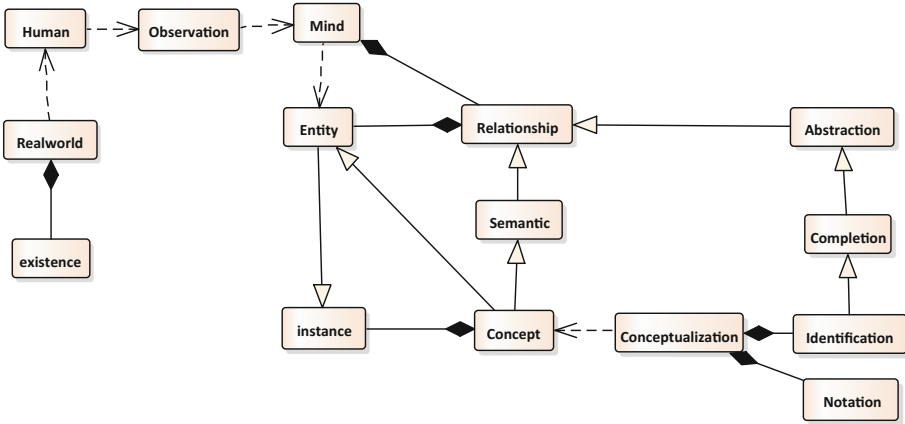 Human
Observation
Mind
Realworld
Entity
Relationship
Abstraction
existence
Semantic
Completion
instance
Concept
Conceptualization
Identification
Notation